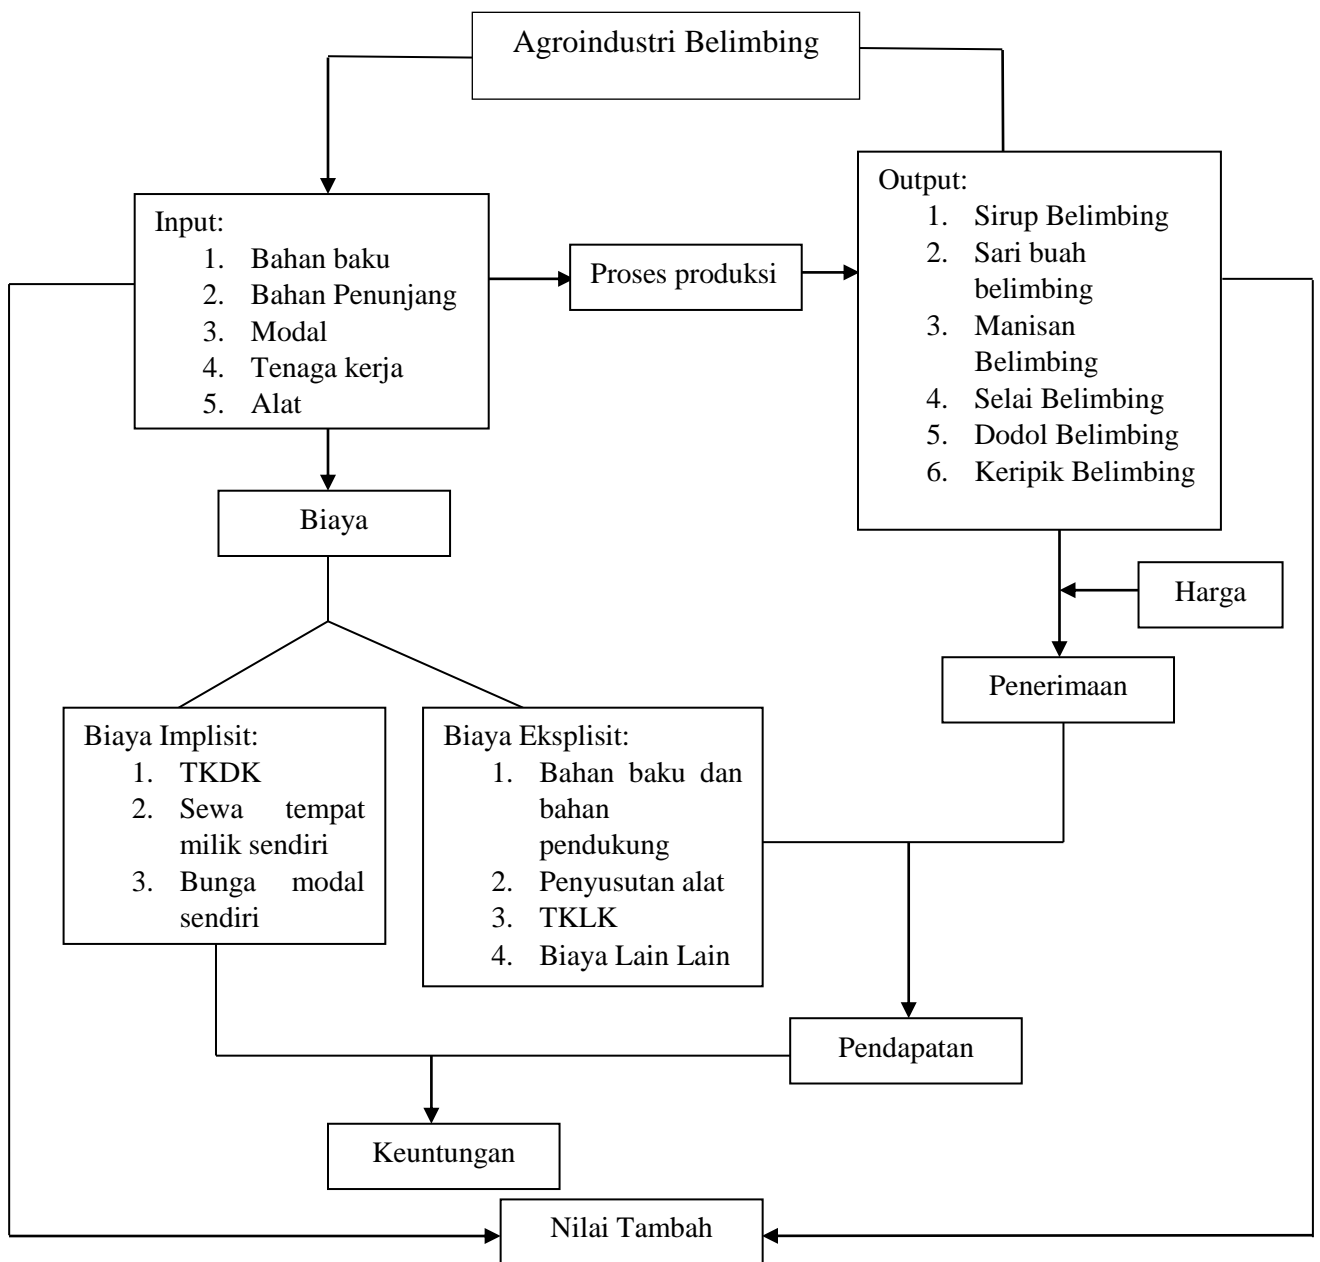 Agroindustri Belimbing
Input:
1. Bahan baku
2. Bahan Penunjang
3. Modal
4. Tenaga kerja
5. Alat
Proses produksi
Output:
1. Sirup Belimbing
2. Sari buah
belimbing
3. Manisan
Belimbing
4. Selai Belimbing
5. Dodol Belimbing
6. Keripik Belimbing
Biaya
Harga
Penerimaan
Biaya Implisit:
1. TKDK
2. Sewa tempat
milik sendiri
3. Bunga modal
sendiri
Biaya Eksplisit:
1. Bahan baku dan
bahan
pendukung
2. Penyusutan alat
3. TKLK
4. Biaya Lain Lain
Pendapatan
Keuntungan
Nilai Tambah